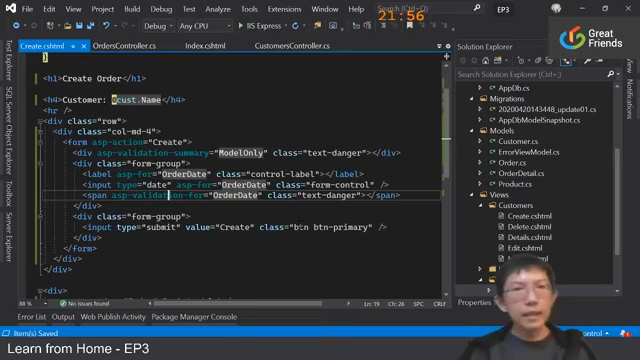 File Edit View Project Build Debug Test Analyze Tools Extensions Window Help Search EP3
21:56
Debug Any CPU IIS Express
Great
Friends
Create.cshtml OrdersController.cs Index.cshtml CustomersController.cs
}
<h1>Create Order</h1>
<h4>Customer: @cust.Name</h4>
<hr />
<div class="row">
<div class="col-md-4">
<form asp-action="Create">
<div asp-validation-summary="ModelOnly" class="text-danger"></div>
<div class="form-group">
<label asp-for="OrderDate" class="control-label"></label>
<input type="date" asp-for="OrderDate" class="form-control" />
<span asp-validation-for="OrderDate" class="text-danger"></span>
</div>
<div class="form-group">
<input type="submit" value="Create" class="btn btn-primary" />
</div>
</form>
</div>
</div>
<div>
88 % No issues found Ln: 19 Ch: 26 SPC CRLF
Error List Output Web Publish Activity Package Manager Console
Item(s) Saved
Test Explorer
SQL Server Object Explorer
Solution Explorer
Search Solution Explorer
AppDb.cs
Migrations
20200420143448_update01.cs
AppDbModelSnapshot.cs
Models
Customer.cs
ErrorViewModel.cs
Order.cs
Views
Customers
Create.cshtml
Delete.cshtml
Details.cshtml
Edit.cshtml
Learn from Home - EP3